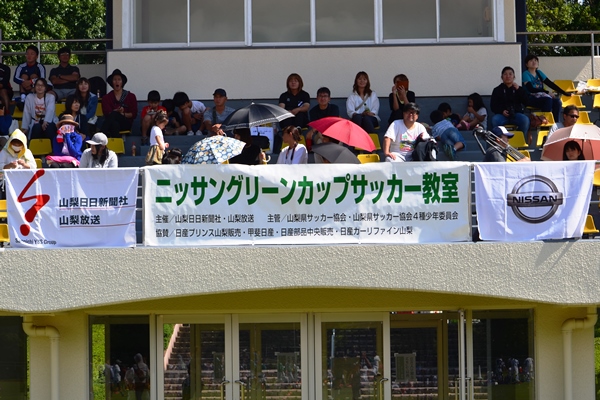 山梨日日新聞社
山梨放送
Sannichi YBS Group
ニッサングリーンカップサッカー教室
主催/山梨日日新聞社・山梨放送 主管/山梨県サッカー協会・山梨県サッカー協会4種少年委員会
協賛/日産プリンス山梨販売・甲斐日産・日産部品中央販売・日産カーリファイン山梨
NISSAN